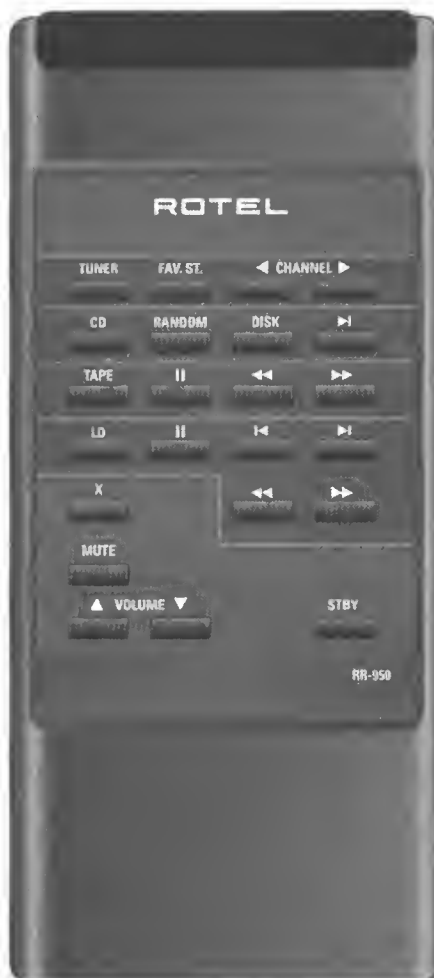 ROTEL
TUNER FAV. ST. ◀ CHANNEL ▶
CD RANDOM DISK ▶I
TAPE II ◀◀ ▶▶
LD II I◀ ▶I
X ◀◀ ▶▶
MUTE
▲ VOLUME ▼ STBY
RR-950